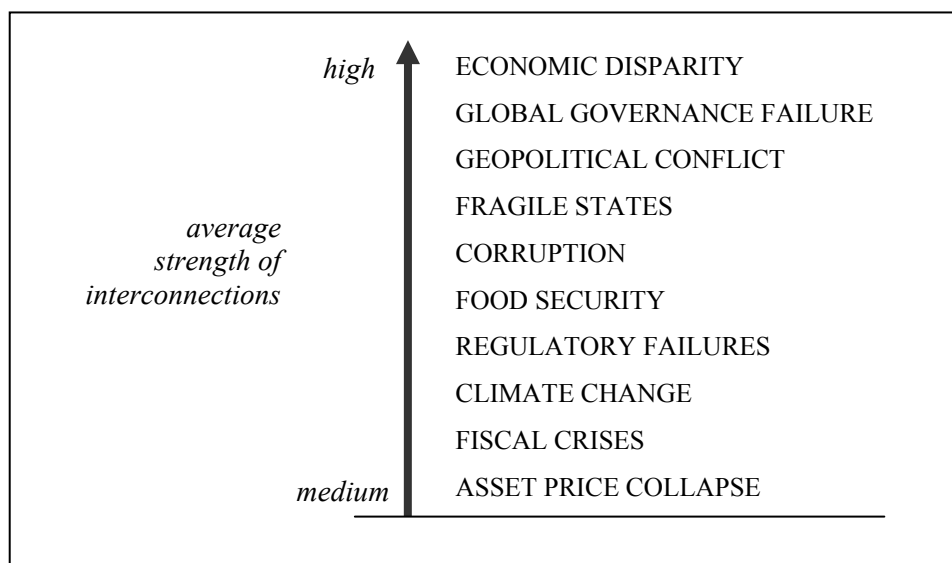 high
ECONOMIC DISPARITY
GLOBAL GOVERNANCE FAILURE
GEOPOLITICAL CONFLICT
FRAGILE STATES
average
strength of
interconnections
CORRUPTION
FOOD SECURITY
REGULATORY FAILURES
CLIMATE CHANGE
FISCAL CRISES
medium
ASSET PRICE COLLAPSE